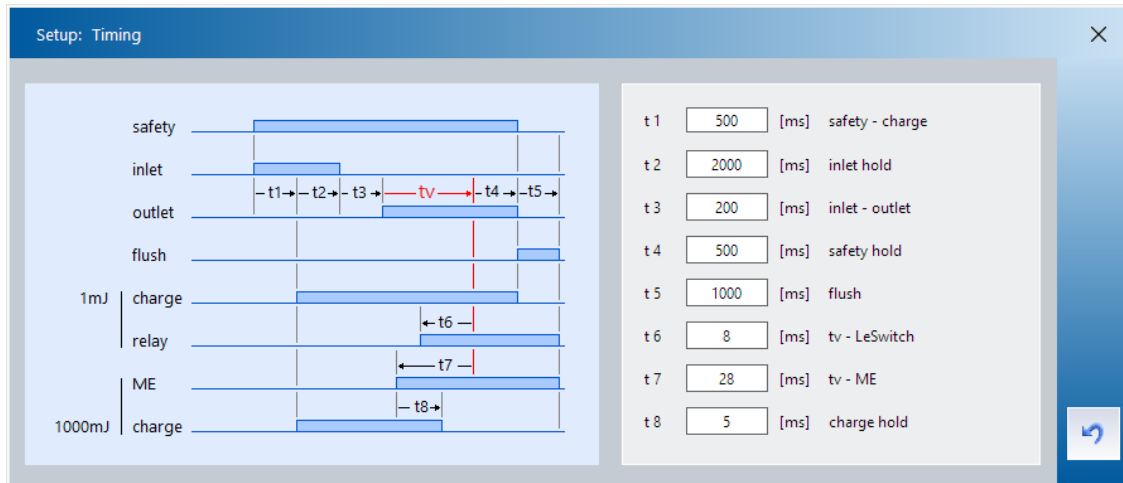 Setup: Timing
safety
inlet
t1 t2 t3 tv t4 t5
outlet
flush
1mJ charge
t6
relay
t7
ME
t8
1000mJ charge
t 1 500 [ms] safety - charge
t 2 2000 [ms] inlet hold
t 3 200 [ms] inlet - outlet
t 4 500 [ms] safety hold
t 5 1000 [ms] flush
t 6 8 [ms] tv - LeSwitch
t 7 28 [ms] tv - ME
t 8 5 [ms] charge hold